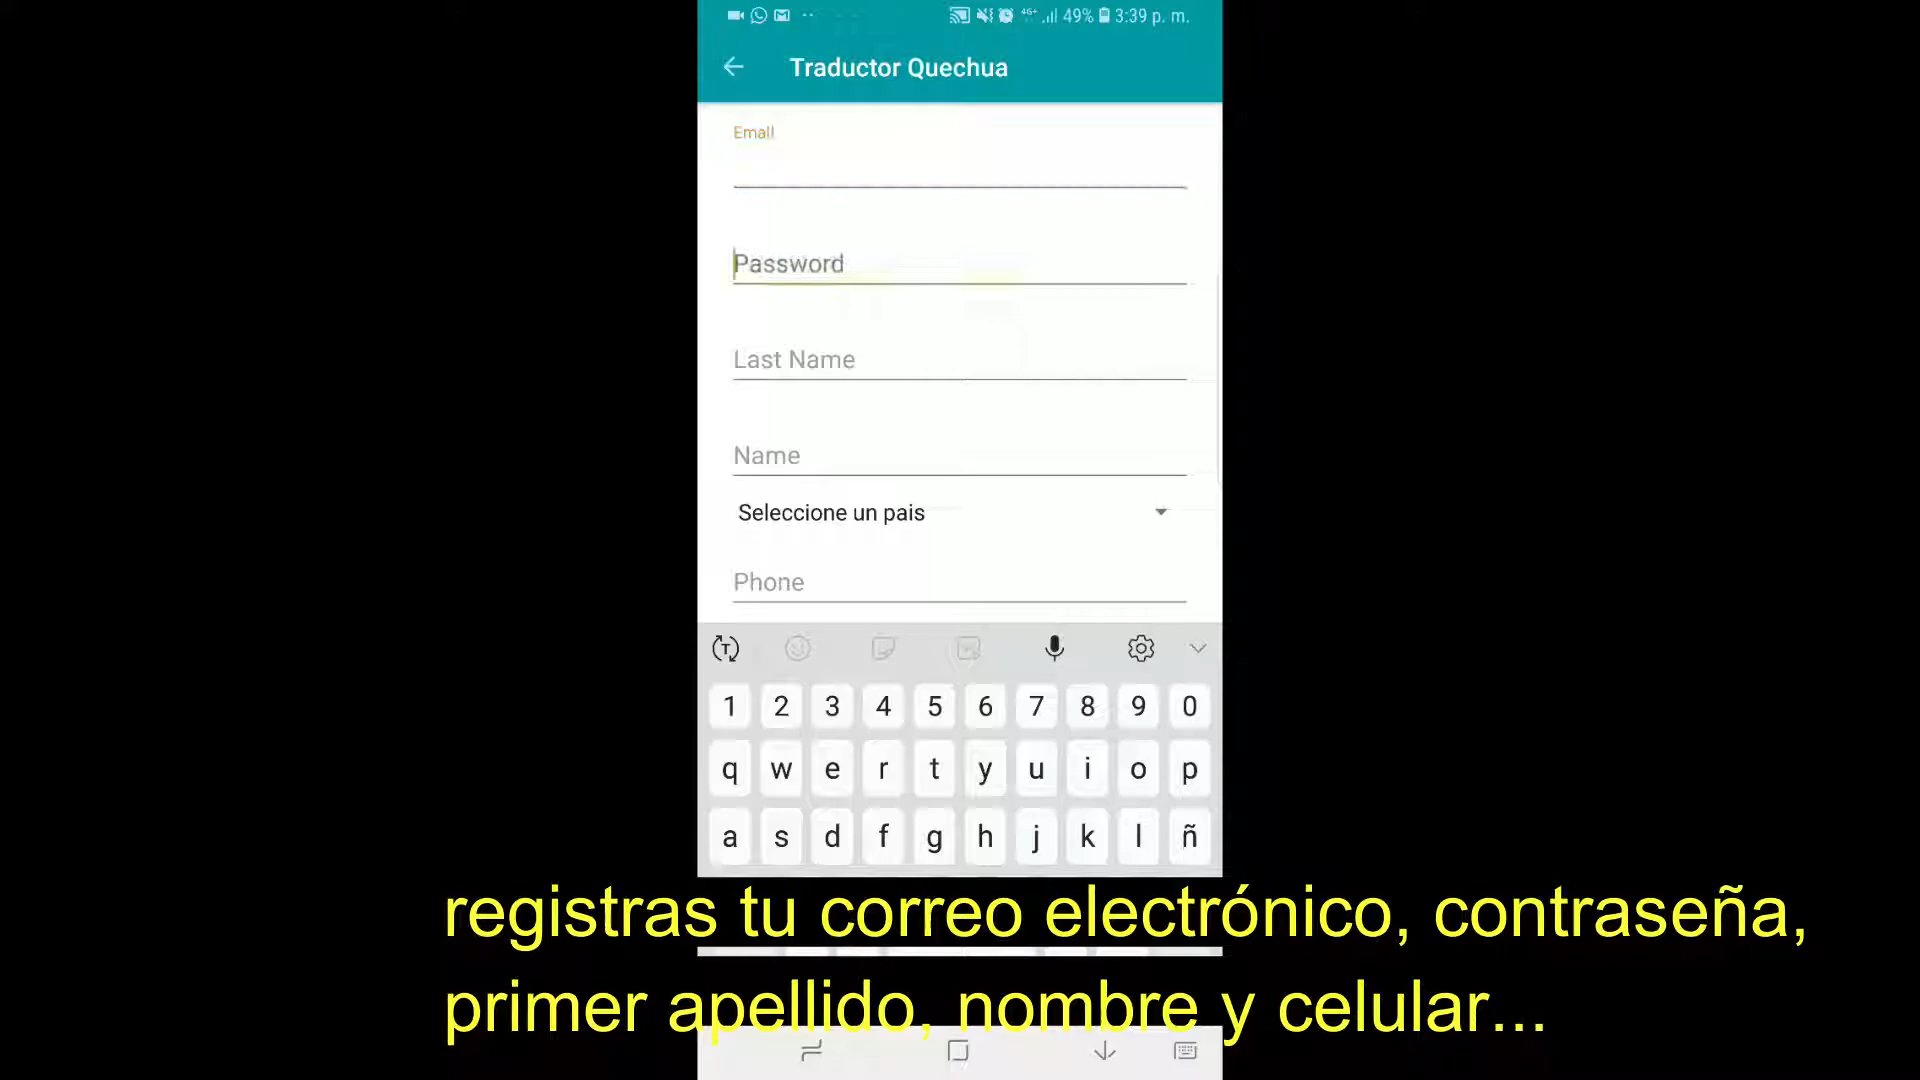 4G+ 49% 3:39 p. m.
Traductor Quechua
Email
Password
Last Name
Name
Seleccione un pais
Phone
T
1 2 3 4 5 6 7 8 9 0
q w e r t y u i o p
a s d f g h j k l ñ
registras tu correo electrónico, contraseña,
primer apellido, nombre y celular...